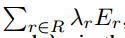 ∑_{r∈R} λ_r E_r,